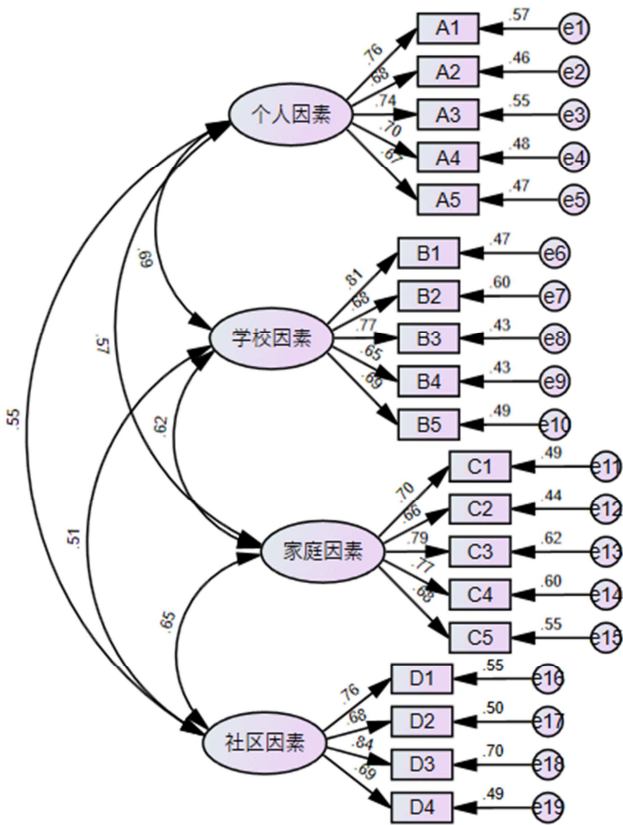 A1 .57 e1
.76
A2 .46 e2
.68
个人因素 .74 A3 .55 e3
.70 A4 .48 e4
.67
A5 .47 e5
B1 .47 e6
.69
.81
B2 .60 e7
.68
学校因素 .77 B3 .43 e8
.65 B4 .43 e9
.57
.69
B5 .49 e10
.55
.62
C1 .49 e11
.70
C2 .44 e12
.66
.51
家庭因素 .79 C3 .62 e13
.77 C4 .60 e14
.68
C5 .55 e15
.65
D1 .55 e16
.76
D2 .50 e17
.68
社区因素 .84 D3 .70 e18
.69
D4 .49 e19